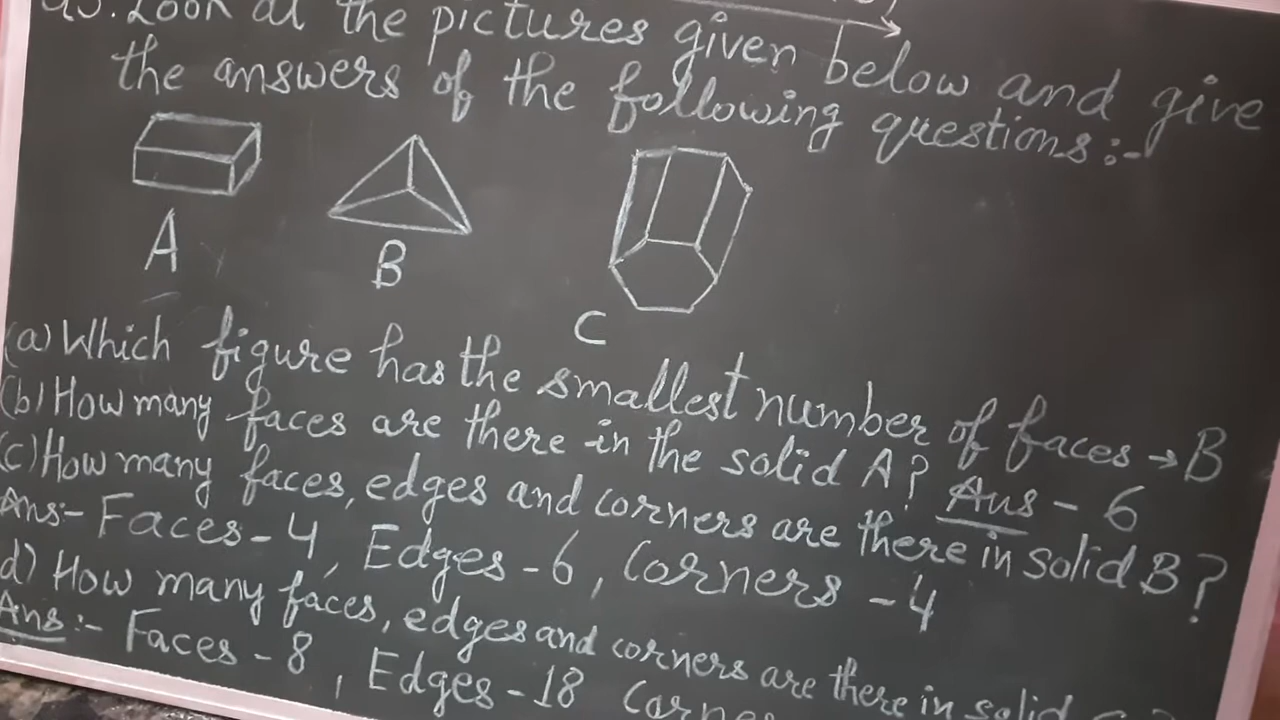 Q3. Look at the pictures given below and give
the answers of the following questions:-
A
B
C
(a) Which figure has the smallest number of faces → B
(b) How many faces are there in the solid A? Ans - 6
(c) How many faces, edges and corners are there in solid B?
Ans:- Faces - 4, Edges - 6, Corners - 4
d) How many faces, edges and corners are there in solid
Ans:- Faces - 8, Edges - 18